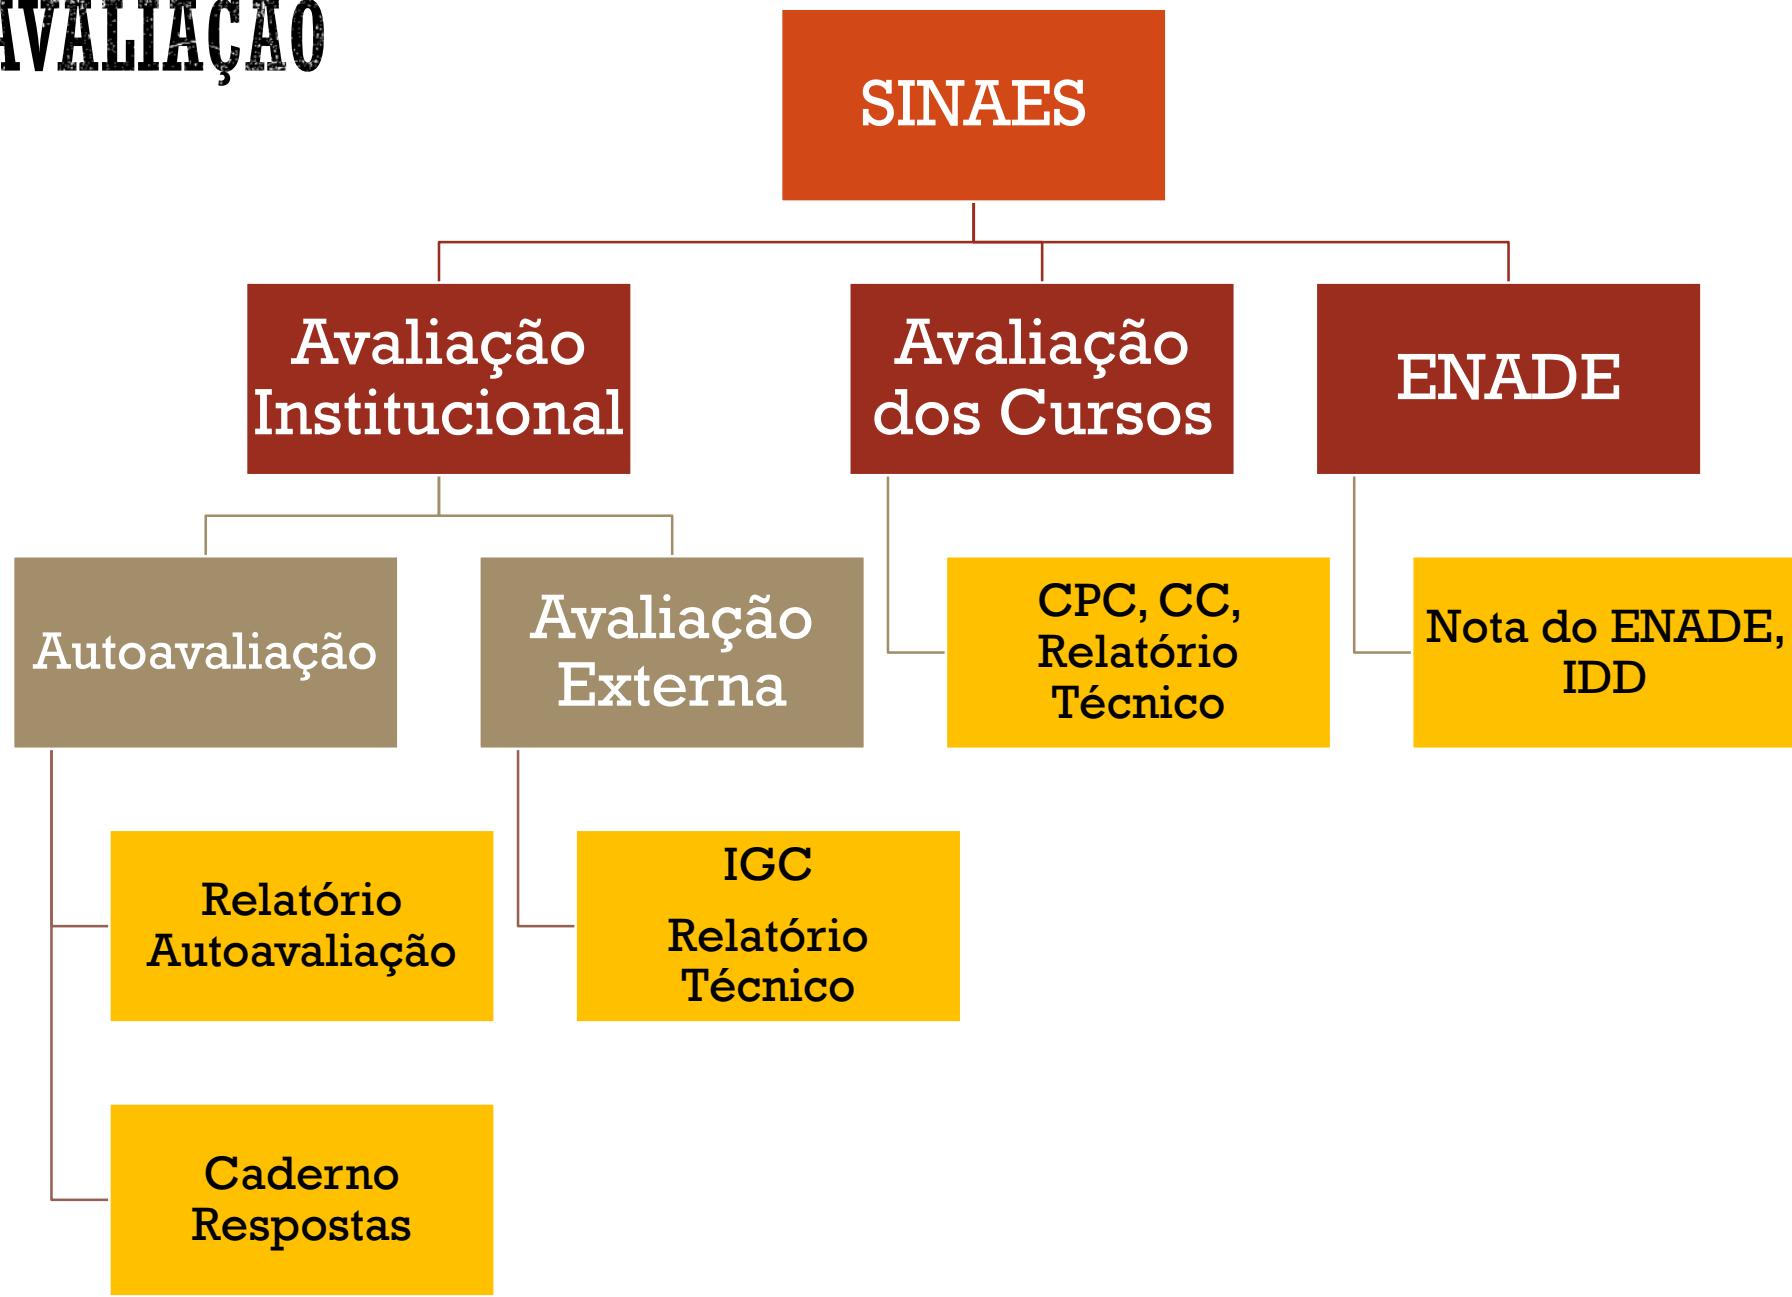 AVALIAÇÃO
SINAES
Avaliação
Institucional
Avaliação
dos Cursos
ENADE
Autoavaliação
Avaliação
Externa
CPC, CC,
Relatório
Técnico
Nota do ENADE,
IDD
Relatório
Autoavaliação
IGC
Relatório
Técnico
Caderno
Respostas